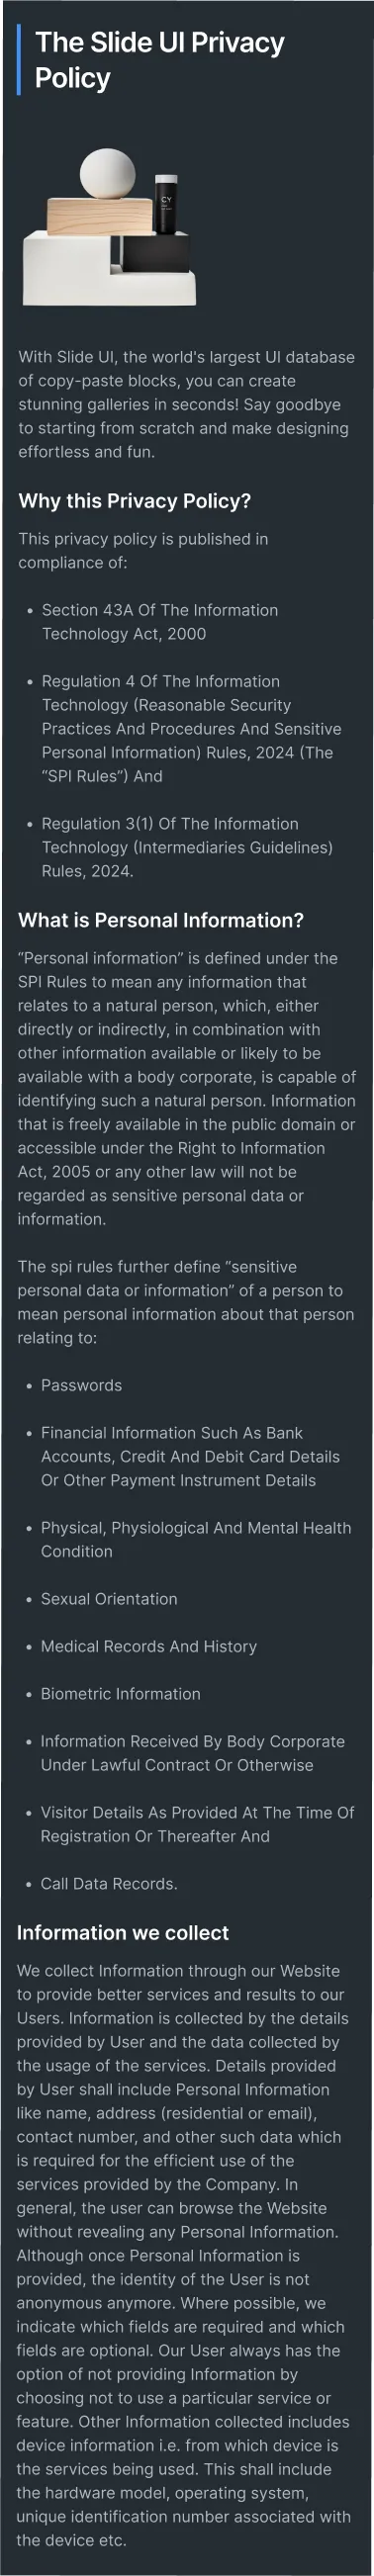 The Slide UI Privacy
Policy
CY
With Slide UI, the world's largest UI database
of copy-paste blocks, you can create
stunning galleries in seconds! Say goodbye
to starting from scratch and make designing
effortless and fun.
Why this Privacy Policy?
This privacy policy is published in
compliance of:
• Section 43A Of The Information
Technology Act, 2000
• Regulation 4 Of The Information
Technology (Reasonable Security
Practices And Procedures And Sensitive
Personal Information) Rules, 2024 (The
“SPI Rules”) And
• Regulation 3(1) Of The Information
Technology (Intermediaries Guidelines)
Rules, 2024.
What is Personal Information?
“Personal information” is defined under the
SPI Rules to mean any information that
relates to a natural person, which, either
directly or indirectly, in combination with
other information available or likely to be
available with a body corporate, is capable of
identifying such a natural person. Information
that is freely available in the public domain or
accessible under the Right to Information
Act, 2005 or any other law will not be
regarded as sensitive personal data or
information.
The spi rules further define “sensitive
personal data or information” of a person to
mean personal information about that person
relating to:
• Passwords
• Financial Information Such As Bank
Accounts, Credit And Debit Card Details
Or Other Payment Instrument Details
• Physical, Physiological And Mental Health
Condition
• Sexual Orientation
• Medical Records And History
• Biometric Information
• Information Received By Body Corporate
Under Lawful Contract Or Otherwise
• Visitor Details As Provided At The Time Of
Registration Or Thereafter And
• Call Data Records.
Information we collect
We collect Information through our Website
to provide better services and results to our
Users. Information is collected by the details
provided by User and the data collected by
the usage of the services. Details provided
by User shall include Personal Information
like name, address (residential or email),
contact number, and other such data which
is required for the efficient use of the
services provided by the Company. In
general, the user can browse the Website
without revealing any Personal Information.
Although once Personal Information is
provided, the identity of the User is not
anonymous anymore. Where possible, we
indicate which fields are required and which
fields are optional. Our User always has the
option of not providing Information by
choosing not to use a particular service or
feature. Other Information collected includes
device information i.e. from which device is
the services being used. This shall include
the hardware model, operating system,
unique identification number associated with
the device etc.